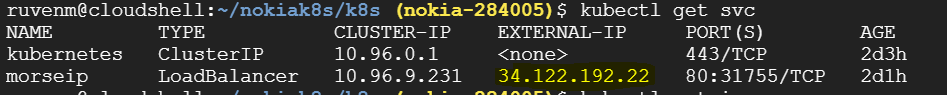 ruvenm@cloudshell:~/nokiak8s/k8s (nokia-284005)$ kubectl get svc
NAME TYPE CLUSTER-IP EXTERNAL-IP PORT(S) AGE
kubernetes ClusterIP 10.96.0.1 <none> 443/TCP 2d3h
morseip LoadBalancer 10.96.9.231 34.122.192.22 80:31755/TCP 2d1h